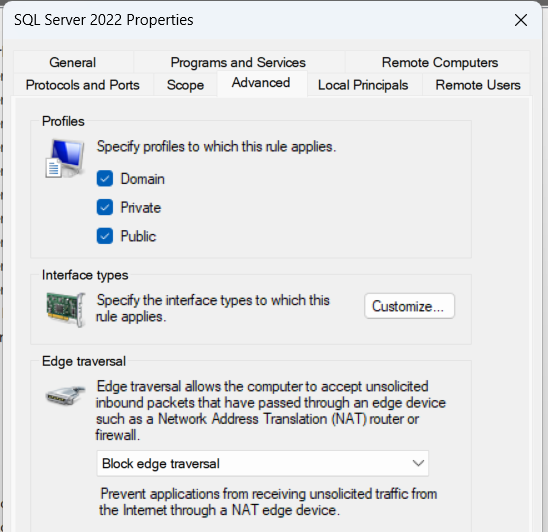 SQL Server 2022 Properties
General
Programs and Services
Remote Computers
Protocols and Ports
Scope
Advanced
Local Principals
Remote Users
Profiles
Specify profiles to which this rule applies.
Domain
Private
Public
Interface types
Specify the interface types to which this
rule applies.
Customize...
Edge traversal
Edge traversal allows the computer to accept unsolicited
inbound packets that have passed through an edge device
such as a Network Address Translation (NAT) router or
firewall.
Block edge traversal
Prevent applications from receiving unsolicited traffic from
the Internet through a NAT edge device.